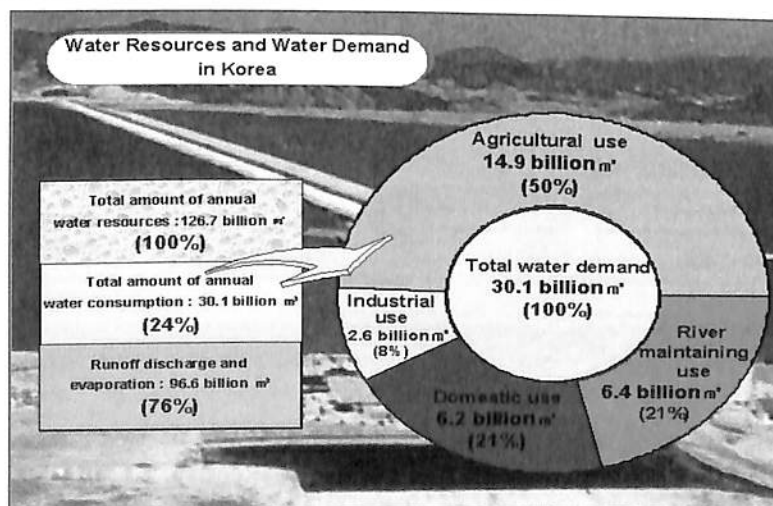 Water Resources and Water Demand
in Korea
Total amount of annual
water resources : 126.7 billion ㎥
(100%)
Total amount of annual
water consumption : 30.1 billion ㎥
(24%)
Runoff discharge and
evaporation : 96.6 billion ㎥
(76%)
Agricultural use
14.9 billion ㎥
(50%)
Total water demand
30.1 billion ㎥
(100%)
Industrial
use
2.6 billion ㎥
(8%)
Domestic use
6.2 billion ㎥
(21%)
River
maintaining
use
6.4 billion ㎥
(21%)